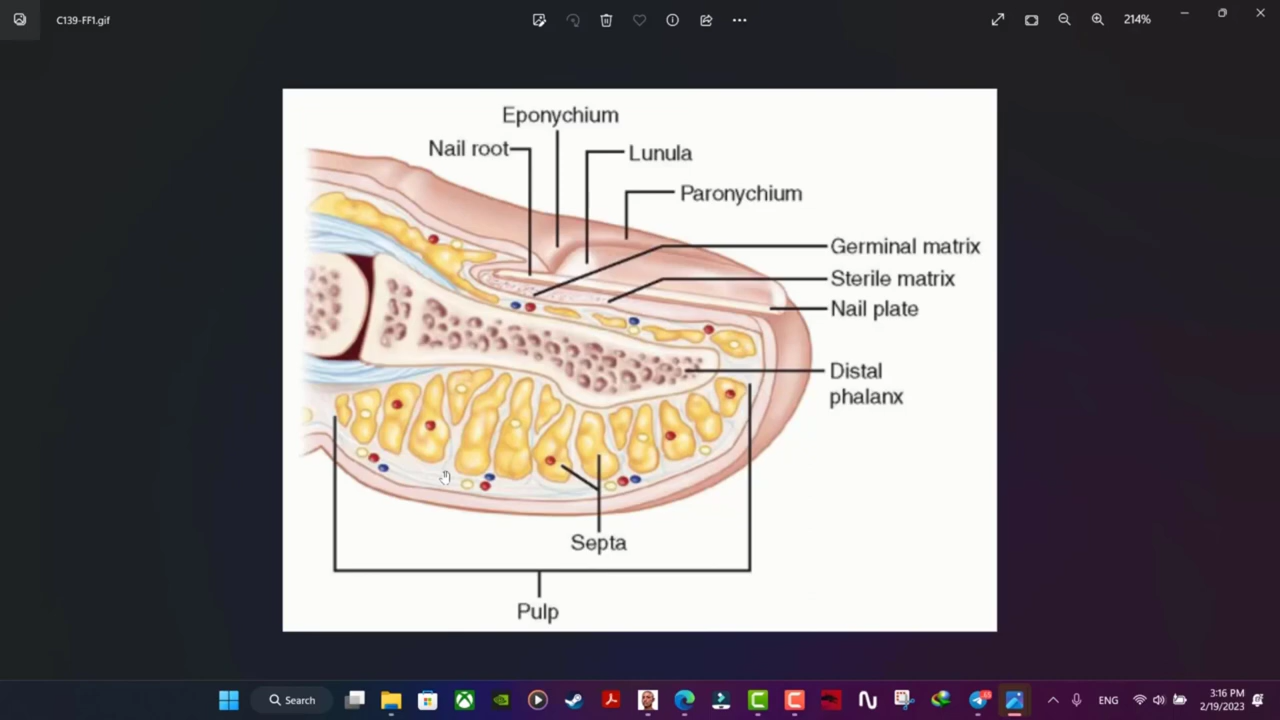 C139-FF1.gif
214%
Eponychium
Nail root
Lunula
Paronychium
Germinal matrix
Sterile matrix
Nail plate
Distal
phalanx
Septa
Pulp
Search
ENG
3:16 PM
2/19/2023